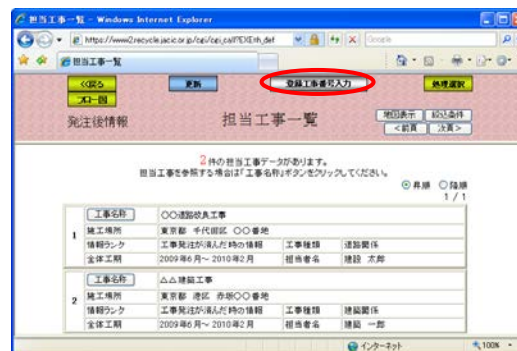 担当工事一覧 - Windows Internet Explorer
https://www2.recycle.jacic.or.jp/cgi/cgi_call?EXErh_def
Google
担当工事一覧
<<戻る 更新 登録工事番号入力 処理選択
フロー図
発注後情報 担当工事一覧 地図表示 絞込条件
<前頁 次頁>
2件の担当工事データがあります。
担当工事を参照する場合は「工事名称」ボタンをクリックしてください。
昇順 降順
1 / 1
1 工事名称 〇〇道路改良工事
施工場所 東京都 千代田区 〇〇番地
情報ランク 工事発注が済んだ時の情報 工事種類 道路関係
全体工期 2009年6月～2010年2月 担当者名 建設 太郎
2 工事名称 △△建築工事
施工場所 東京都 港区 赤坂〇〇番地
情報ランク 工事発注が済んだ時の情報 工事種類 建築関係
全体工期 2009年6月～2010年2月 担当者名 建築 一郎
インターネット 100%